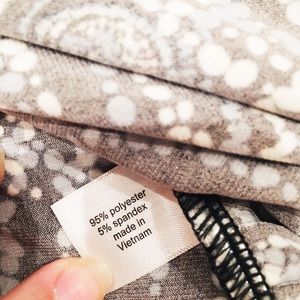 95% polyester
5% spandex
made in
Vietnam